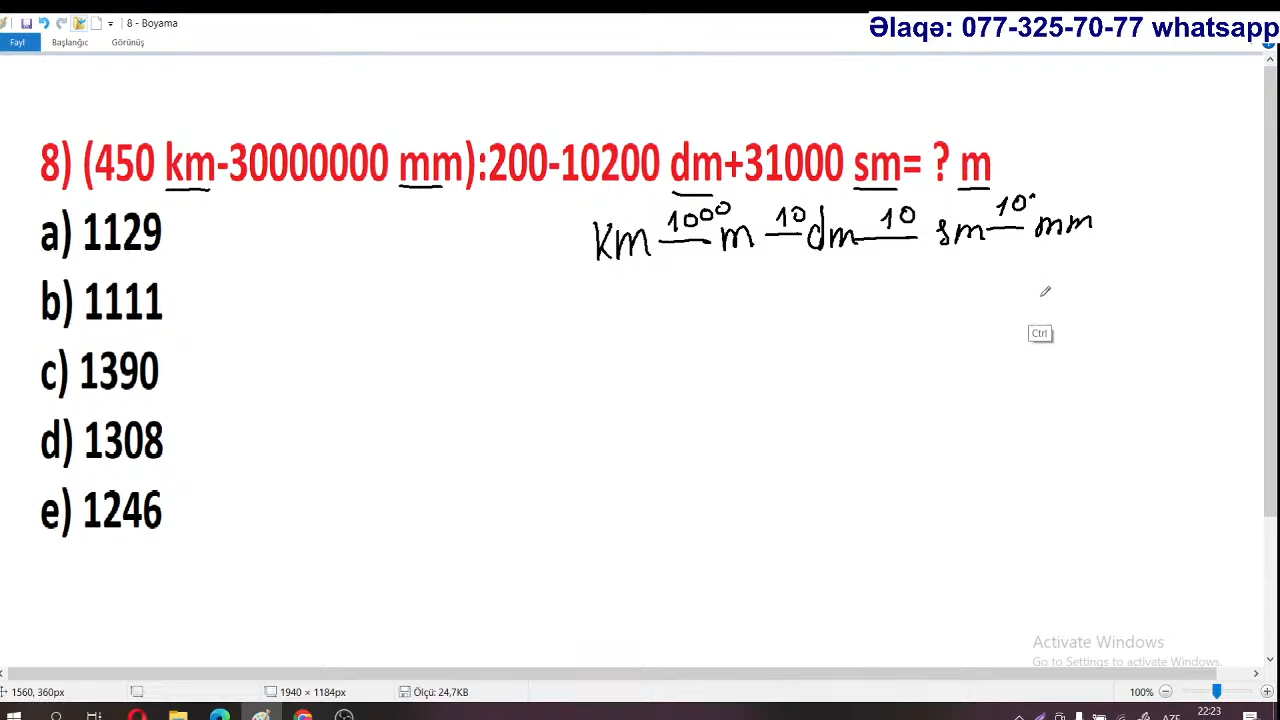 8 - Boyama
Əlaqə: 077-325-70-77 whatsapp
Fayl Başlanğıc Görünüş
8) (450 km-30000000 mm):200-10200 dm+31000 sm= ? m
1000 10 10 10
km m dm sm mm
a) 1129
b) 1111
c) 1390
d) 1308
e) 1246
Ctrl
Activate Windows
Go to Settings to activate Windows.
1560, 360px 1940 × 1184px Ölçü: 24,7KB 100%
AZE 22:23